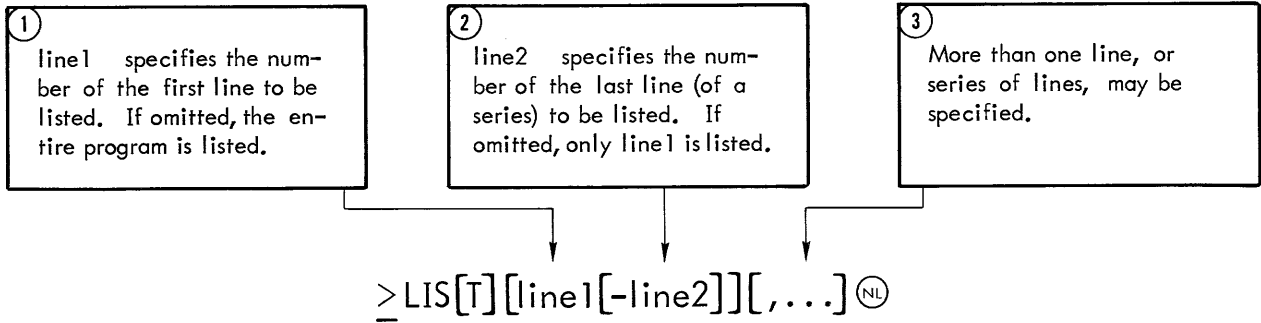 1
line1 specifies the num-
ber of the first line to be
listed. If omitted, the en-
tire program is listed.
2
line2 specifies the num-
ber of the last line (of a
series) to be listed. If
omitted, only line1 is listed.
3
More than one line, or
series of lines, may be
specified.
>LIS[T][line1[-line2]][,...] NL